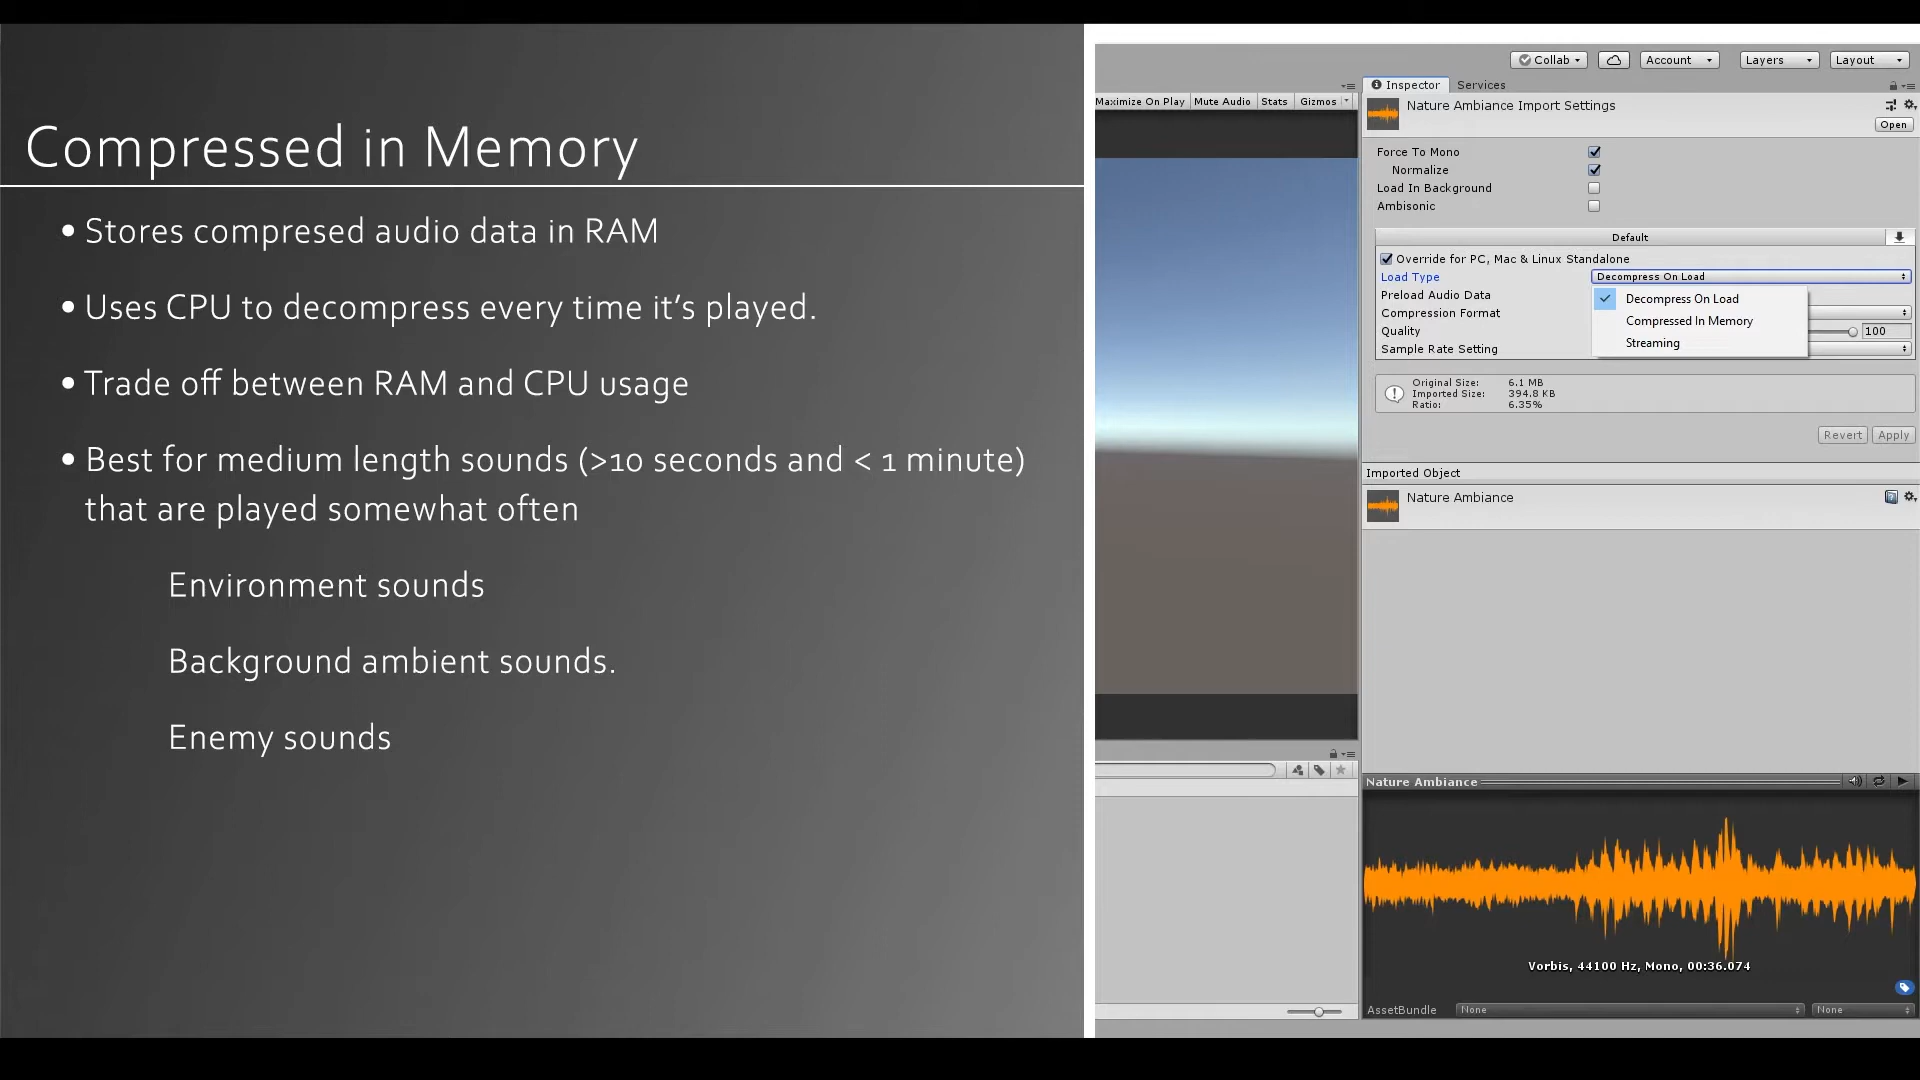 Compressed in Memory
• Stores compresed audio data in RAM
• Uses CPU to decompress every time it’s played.
• Trade off between RAM and CPU usage
• Best for medium length sounds (>10 seconds and < 1 minute)
that are played somewhat often
Environment sounds
Background ambient sounds.
Enemy sounds
Collab
Account
Layers
Layout
Maximize On Play
Mute Audio
Stats
Gizmos
Inspector
Services
Nature Ambiance Import Settings
Open
Force To Mono
Normalize
Load In Background
Ambisonic
Default
Override for PC, Mac & Linux Standalone
Load Type
Decompress On Load
Preload Audio Data
Decompress On Load
Compression Format
Compressed In Memory
Quality
100
Streaming
Sample Rate Setting
Original Size: 6.1 MB
Imported Size: 394.8 KB
Ratio: 6.35%
Revert
Apply
Imported Object
Nature Ambiance
Nature Ambiance
Vorbis, 44100 Hz, Mono, 00:36.074
AssetBundle
None
None